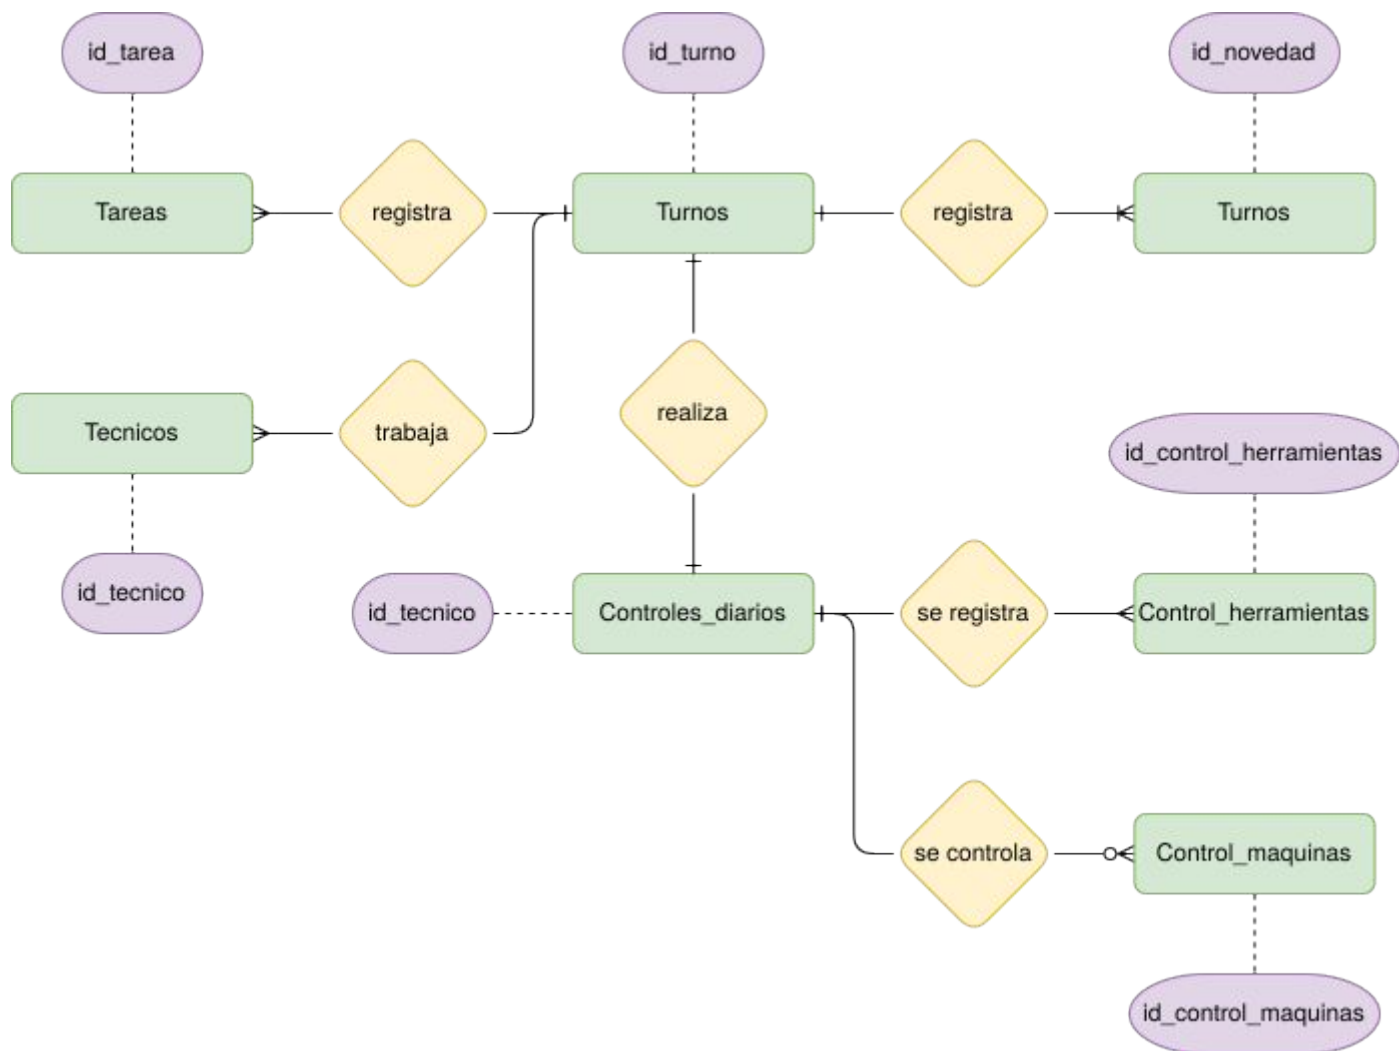 id_tarea
id_turno
id_novedad
Tareas
registra
Turnos
registra
Turnos
Tecnicos
trabaja
realiza
id_control_herramientas
id_tecnico
id_tecnico
Controles_diarios
se registra
Control_herramientas
se controla
Control_maquinas
id_control_maquinas